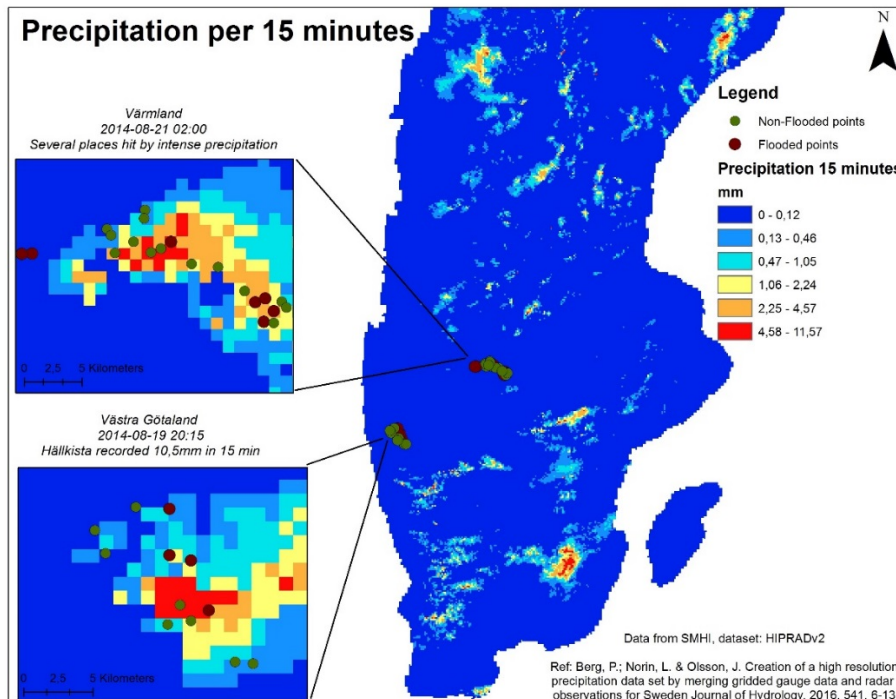 Precipitation per 15 minutes
N
Värmland
2014-08-21 02:00
Several places hit by intense precipitation
0 2,5 5 Kilometers
Västra Götaland
2014-08-19 20:15
Hällkista recorded 10,5mm in 15 min
0 2,5 5 Kilometers
Legend
Non-Flooded points
Flooded points
Precipitation 15 minutes
mm
0 - 0,12
0,13 - 0,46
0,47 - 1,05
1,06 - 2,24
2,25 - 4,57
4,58 - 11,57
Data from SMHI, dataset: HIPRADv2
Ref: Berg, P.; Norin, L. & Olsson, J. Creation of a high resolution
precipitation data set by merging gridded gauge data and radar
observations for Sweden Journal of Hydrology, 2016, 541, 6-13